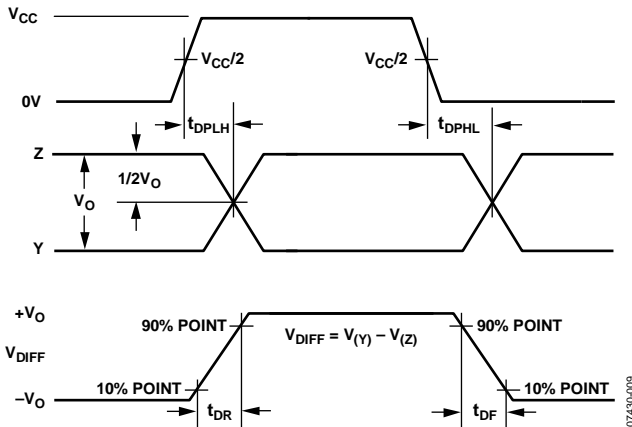 VCC
VCC/2
VCC/2
0V
tDPLH
tDPHL
Z
1/2VO
VO
Y
+VO
90% POINT
VDIFF = V(Y) – V(Z)
90% POINT
VDIFF
10% POINT
10% POINT
–VO
tDR
tDF
07430-009